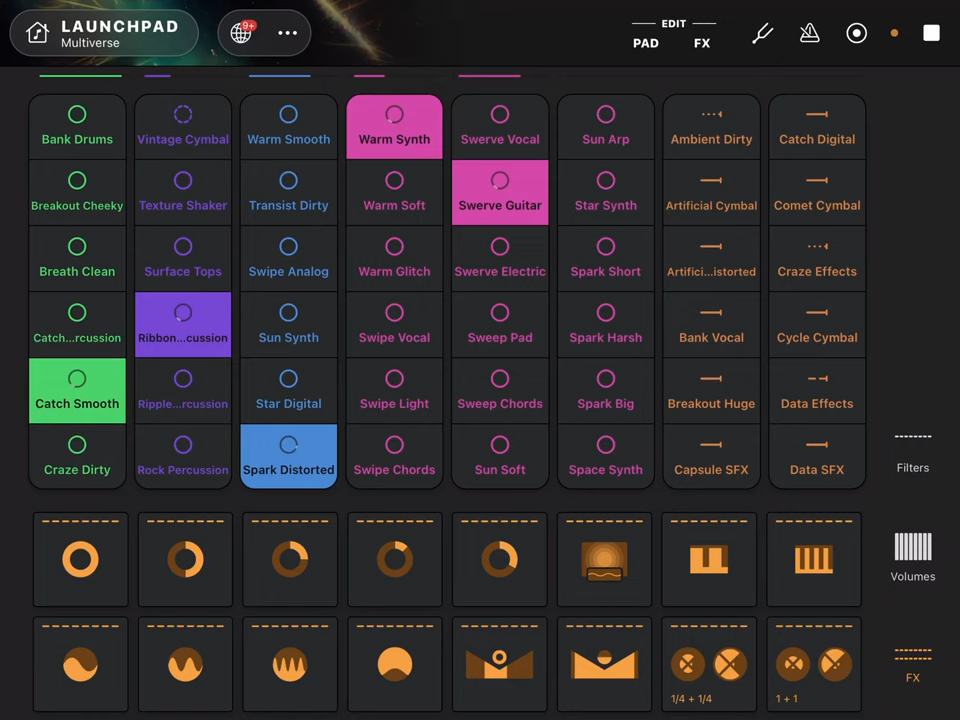 LAUNCHPAD
Multiverse
9+
EDIT
PAD FX
Bank Drums Vintage Cymbal Warm Smooth Warm Synth Swerve Vocal Sun Arp Ambient Dirty Catch Digital
Breakout Cheeky Texture Shaker Transist Dirty Warm Soft Swerve Guitar Star Synth Artificial Cymbal Comet Cymbal
Breath Clean Surface Tops Swipe Analog Warm Glitch Swerve Electric Spark Short Artifici...istorted Craze Effects
Catch...rcussion Ribbon...cussion Sun Synth Swipe Vocal Sweep Pad Spark Harsh Bank Vocal Cycle Cymbal
Catch Smooth Ripple...rcussion Star Digital Swipe Light Sweep Chords Spark Big Breakout Huge Data Effects
Craze Dirty Rock Percussion Spark Distorted Swipe Chords Sun Soft Space Synth Capsule SFX Data SFX
Filters
Volumes
FX
1/4 + 1/4 1 + 1